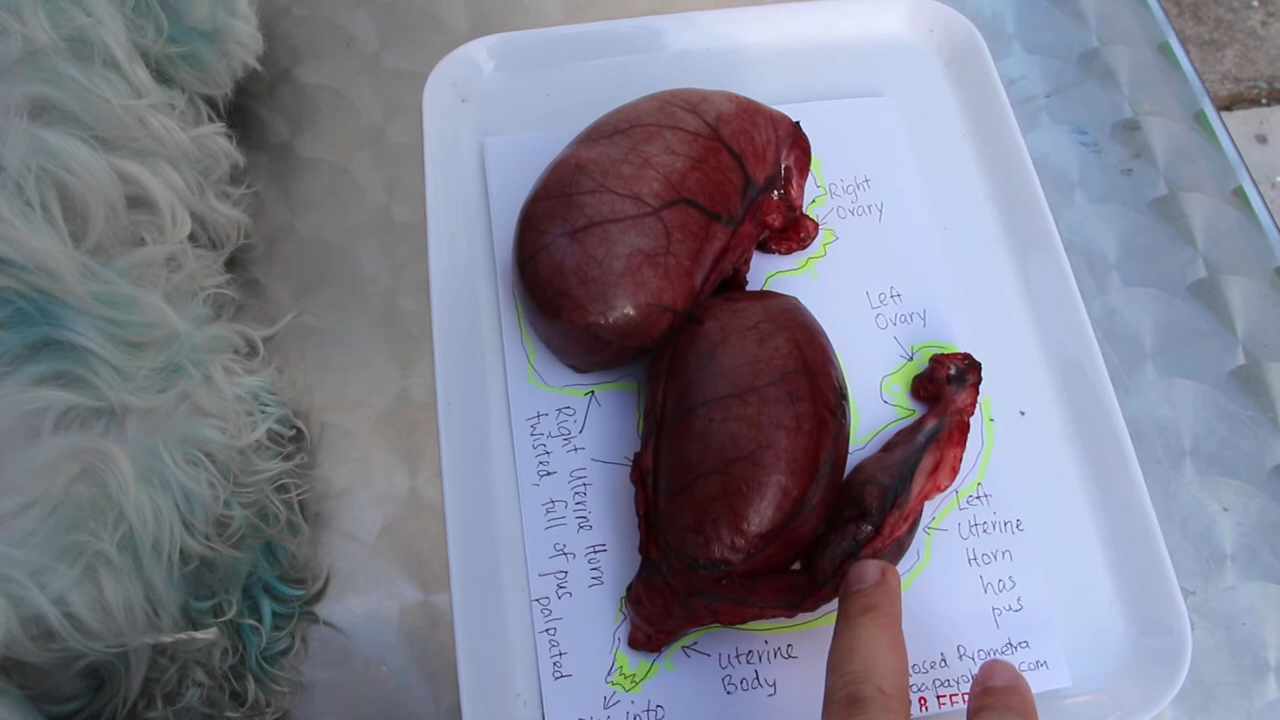 Right
Ovary
Left
Ovary
Right Uterine Horn
twisted, full of pus
palpated
Left
Uterine
Horn
has
pus
Uterine
Body
into
Pyometra
.com